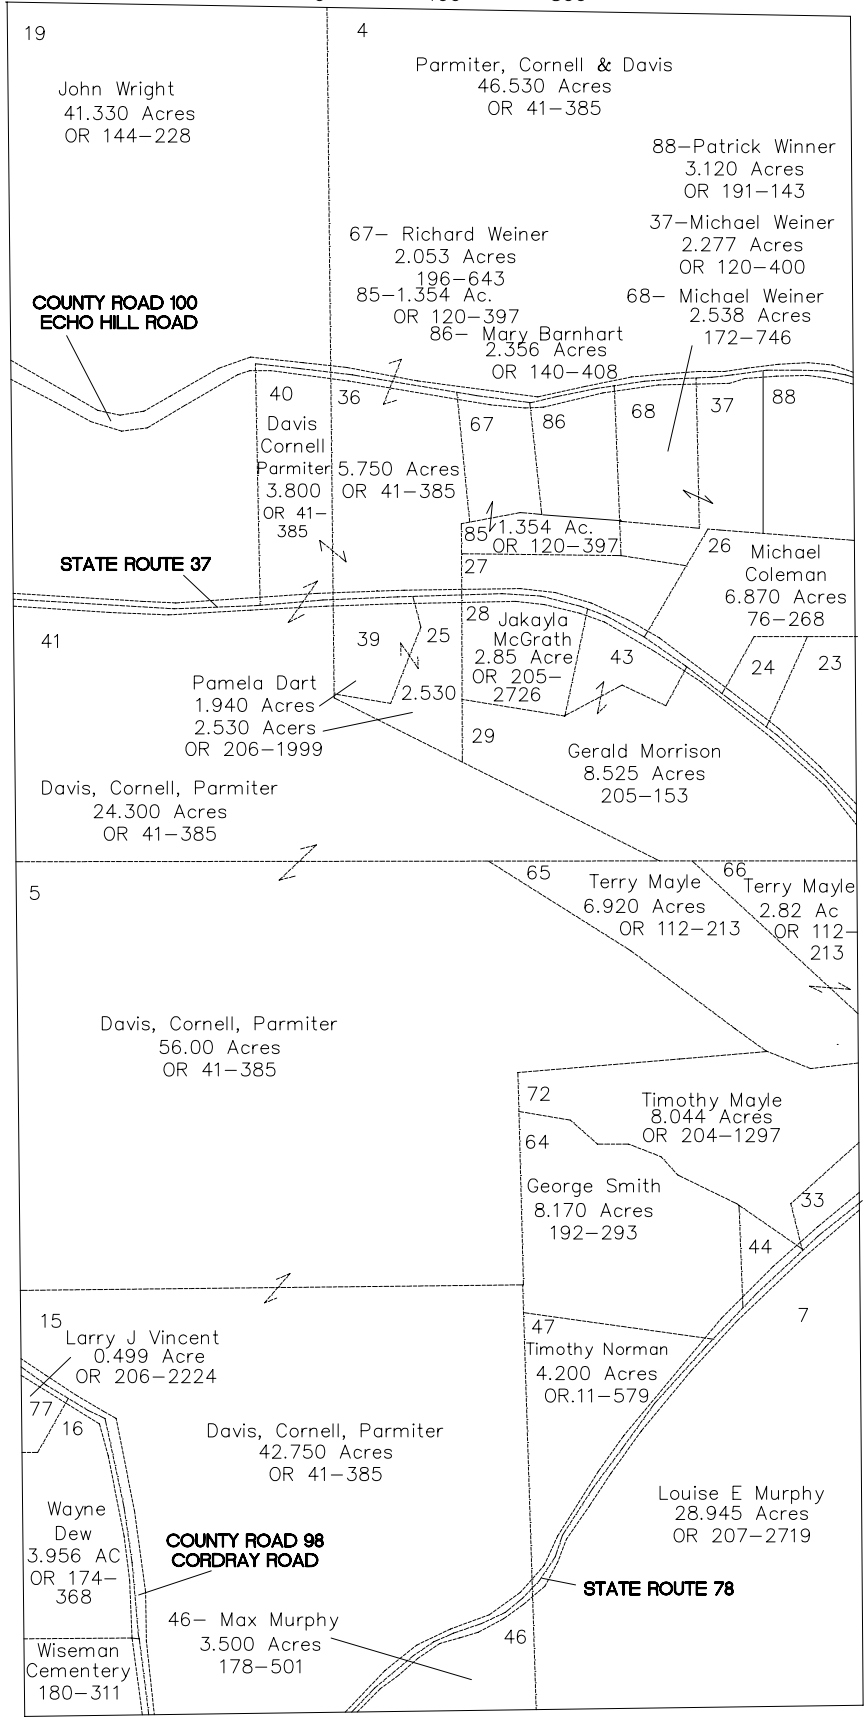 19
4
John Wright
41.330 Acres
OR 144-228
Parmiter, Cornell & Davis
46.530 Acres
OR 41-385
88-Patrick Winner
3.120 Acres
OR 191-143
37-Michael Weiner
2.277 Acres
OR 120-400
67- Richard Weiner
2.053 Acres
196-643
85-1.354 Ac.
OR 120-397
68- Michael Weiner
2.538 Acres
172-746
86- Mary Barnhart
2.356 Acres
OR 140-408
COUNTY ROAD 100
ECHO HILL ROAD
40
36
67
86
68
37
88
Davis
Cornell
Parmiter
3.800
OR 41-
385
5.750 Acres
OR 41-385
85
1.354 Ac.
OR 120-397
27
26
Michael
Coleman
6.870 Acres
76-268
STATE ROUTE 37
41
39
25
28
Jakayla
McGrath
2.85 Acre
OR 205-
2726
43
24
23
2.530
Pamela Dart
1.940 Acres
2.530 Acers
OR 206-1999
29
Gerald Morrison
8.525 Acres
205-153
Davis, Cornell, Parmiter
24.300 Acres
OR 41-385
5
65
Terry Mayle
6.920 Acres
OR 112-213
66
Terry Mayle
2.82 Ac
OR 112-
213
Davis, Cornell, Parmiter
56.00 Acres
OR 41-385
72
Timothy Mayle
8.044 Acres
OR 204-1297
64
George Smith
8.170 Acres
192-293
33
44
7
15
Larry J Vincent
0.499 Acre
OR 206-2224
47
Timothy Norman
4.200 Acres
OR.11-579
77
16
Davis, Cornell, Parmiter
42.750 Acres
OR 41-385
Louise E Murphy
28.945 Acres
OR 207-2719
Wayne
Dew
3.956 AC
OR 174-
368
COUNTY ROAD 98
CORDRAY ROAD
STATE ROUTE 78
46- Max Murphy
3.500 Acres
178-501
46
Wiseman
Cementery
180-311